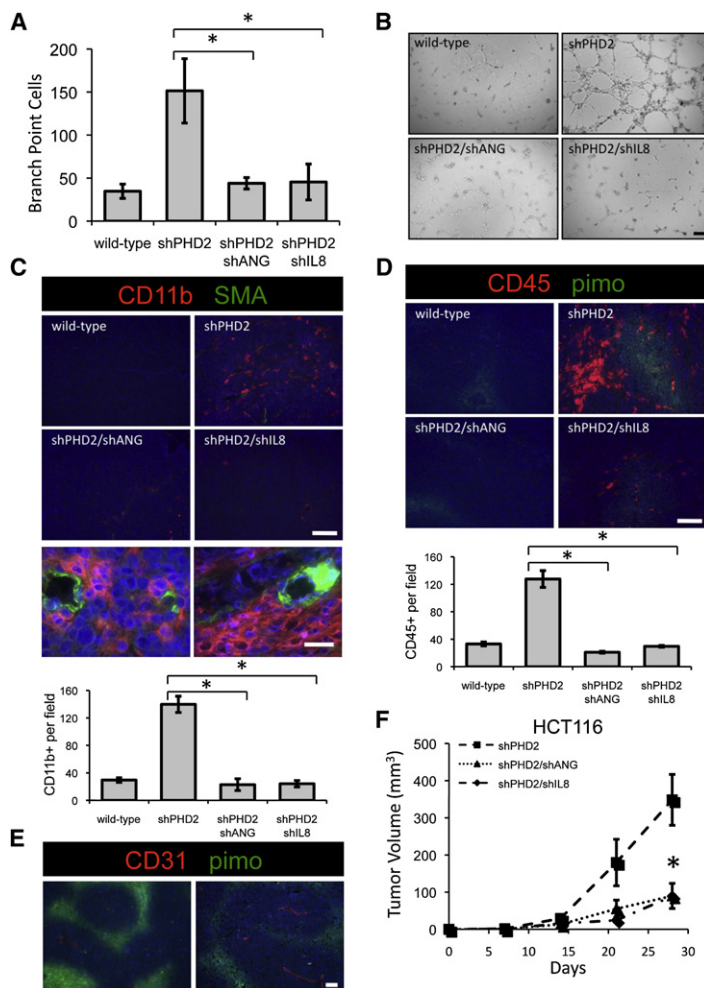 A
*
*
200
150
100
50
0
Branch Point Cells
wild-type
shPHD2
shPHD2 shANG
shPHD2 shIL8
B
wild-type
shPHD2
shPHD2/shANG
shPHD2/shIL8
C
CD11b SMA
wild-type
shPHD2
shPHD2/shANG
shPHD2/shIL8
*
*
160
120
80
40
0
CD11b+ per field
wild-type
shPHD2
shPHD2 shANG
shPHD2 shIL8
D
CD45 pimo
wild-type
shPHD2
shPHD2/shANG
shPHD2/shIL8
*
*
160
120
80
40
0
CD45+ per field
wild-type
shPHD2
shPHD2 shANG
shPHD2 shIL8
E
CD31 pimo
F
HCT116
shPHD2
shPHD2/shANG
shPHD2/shIL8
500
400
300
200
100
0
Tumor Volume (mm³)
*
0 5 10 15 20 25 30
Days